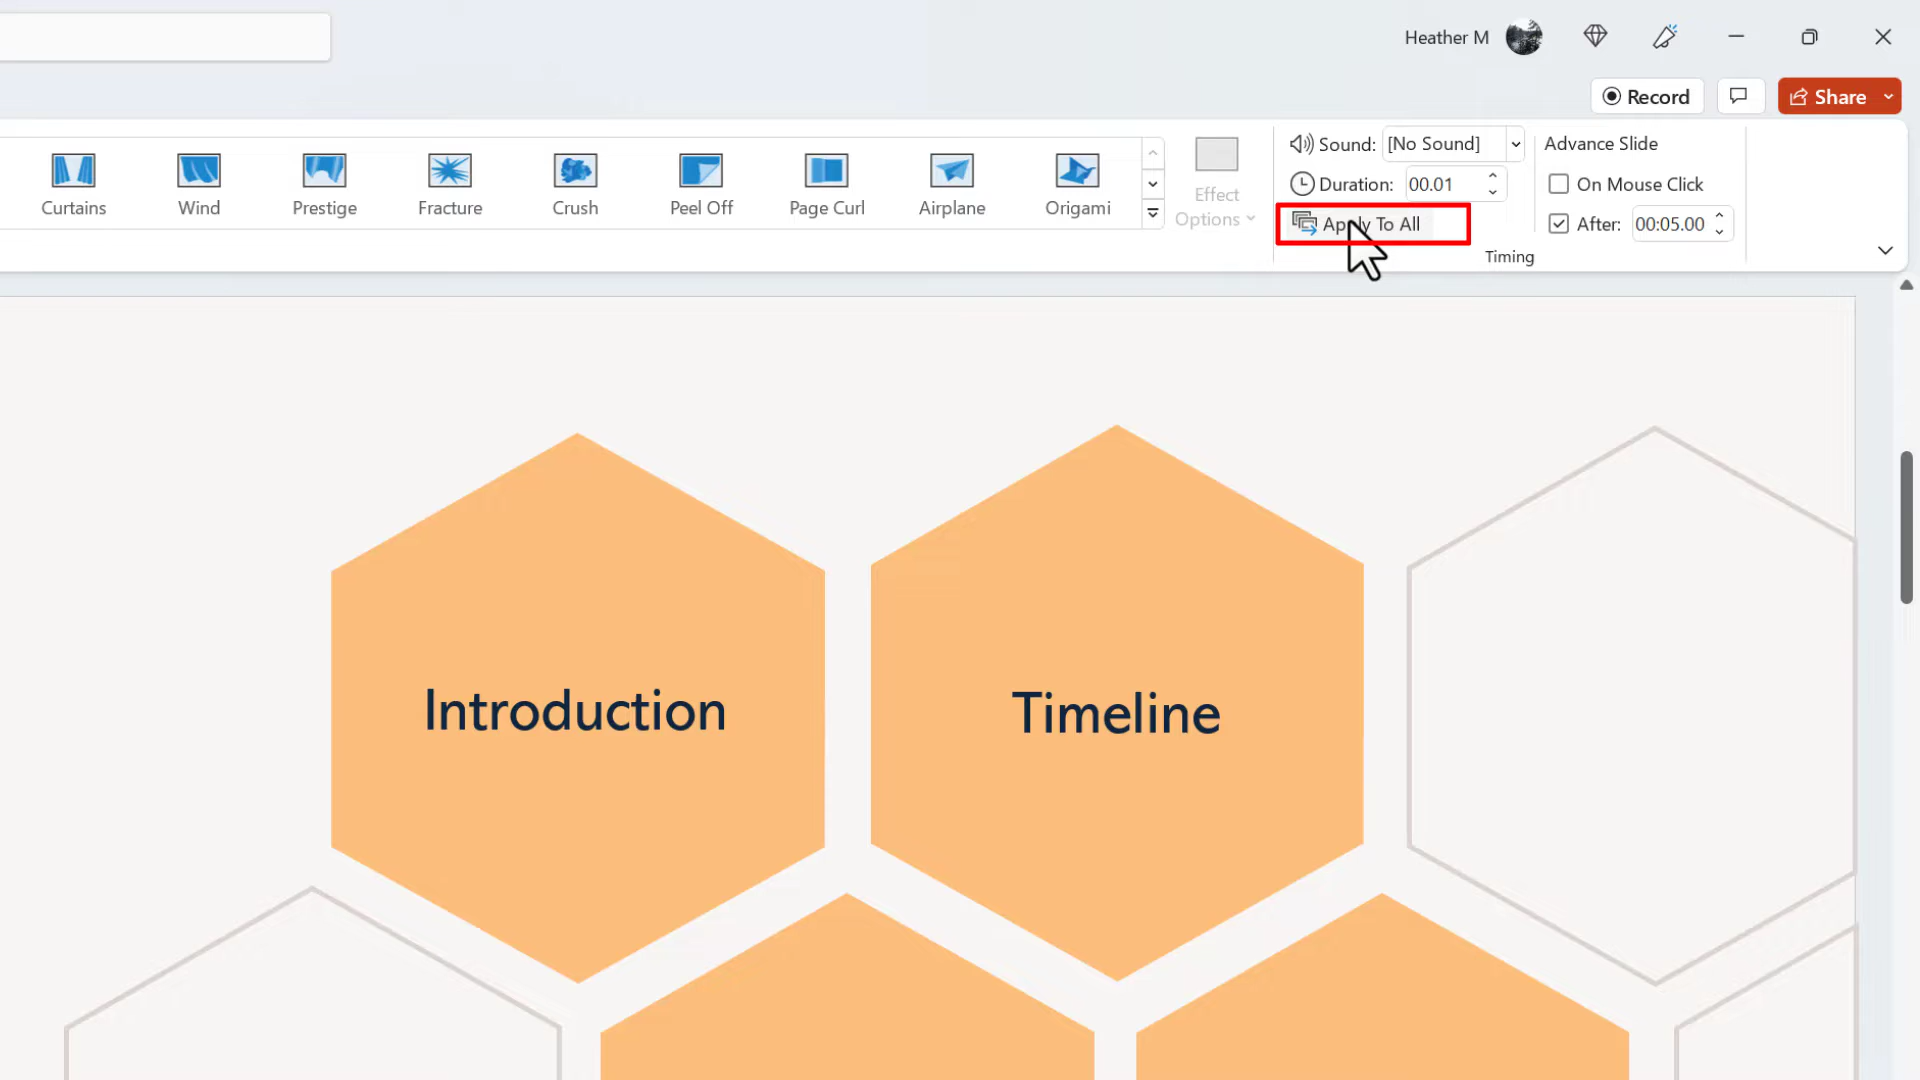 Heather M
Record
Share
Curtains
Wind
Prestige
Fracture
Crush
Peel Off
Page Curl
Airplane
Origami
Effect
Options
Sound: [No Sound]
Duration: 00.01
Apply To All
Advance Slide
On Mouse Click
After: 00:05.00
Timing
Introduction
Timeline